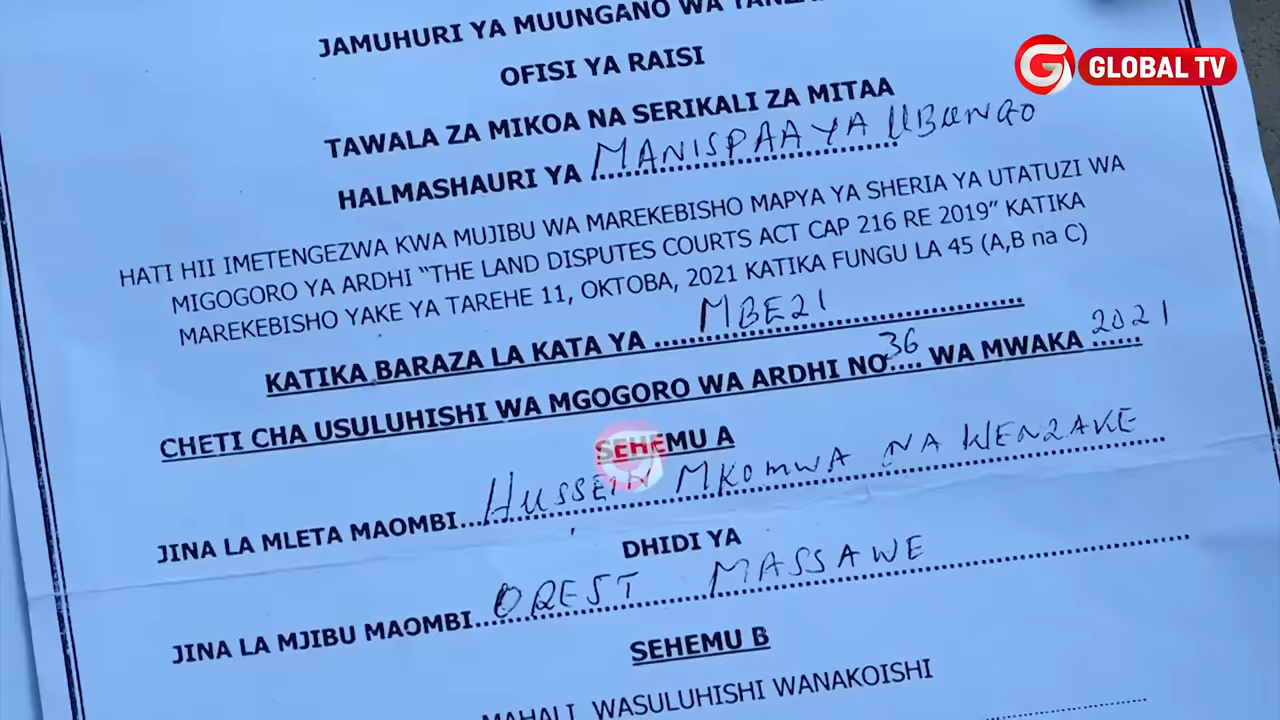 JAMUHURI YA MUUNGANO WA
OFISI YA RAISI
TAWALA ZA MIKOA NA SERIKALI ZA MITAA
HALMASHAURI YA MANISPAA YA UBUNGO
HATI HII IMETENGEZWA KWA MUJIBU WA MAREKEBISHO MAPYA YA SHERIA YA UTATUZI WA
MIGOGORO YA ARDHI “THE LAND DISPUTES COURTS ACT CAP 216 RE 2019” KATIKA
MAREKEBISHO YAKE YA TAREHE 11, OKTOBA, 2021 KATIKA FUNGU LA 45 (A,B na C)
KATIKA BARAZA LA KATA YA MBEZI
CHETI CHA USULUHISHI WA MGOGORO WA ARDHI NO 36 WA MWAKA 2021
SEHEMU A
JINA LA MLETA MAOMBI HUSSEIN MKOMWA NA WENZAKE
DHIDI YA
JINA LA MJIBU MAOMBI OREST MASSAWE
SEHEMU B
MAHALI WASULUHISHI WANAKOISHI
GLOBAL TV